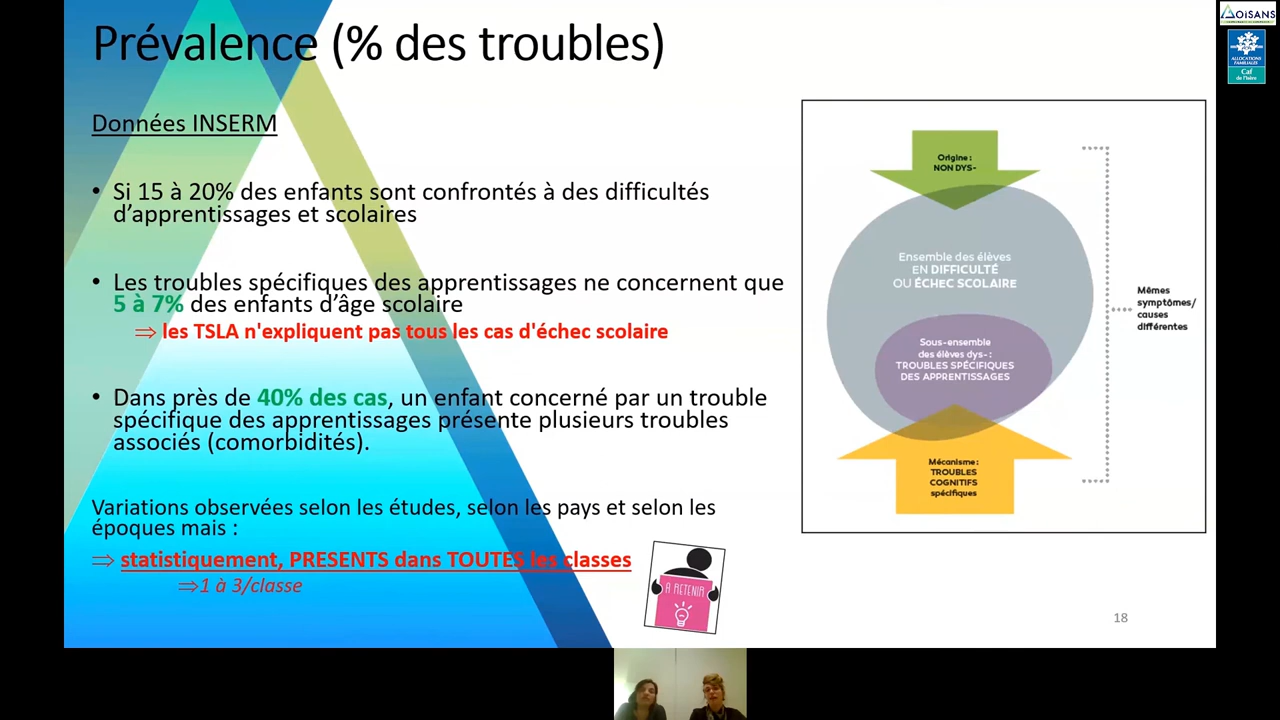 Prévalence (% des troubles)
Données INSERM
• Si 15 à 20% des enfants sont confrontés à des difficultés
d'apprentissages et scolaires
• Les troubles spécifiques des apprentissages ne concernent que
5 à 7% des enfants d'âge scolaire
⇒ les TSLA n'expliquent pas tous les cas d'échec scolaire
• Dans près de 40% des cas, un enfant concerné par un trouble
spécifique des apprentissages présente plusieurs troubles
associés (comorbidités).
Variations observées selon les études, selon les pays et selon les
époques mais :
⇒ statistiquement, PRESENTS dans TOUTES les classes
⇒1 à 3/classe
A RETENIR
Origine :
NON DYS-
Ensemble des élèves
EN DIFFICULTÉ
OU ÉCHEC SCOLAIRE
Sous-ensemble
des élèves dys- :
TROUBLES SPÉCIFIQUES
DES APPRENTISSAGES
Mécanisme :
TROUBLES
COGNITIFS
spécifiques
Mêmes
symptômes/
causes
différentes
18
OISANS
ALLOCATIONS
FAMILIALES
Caf
de l'Isère